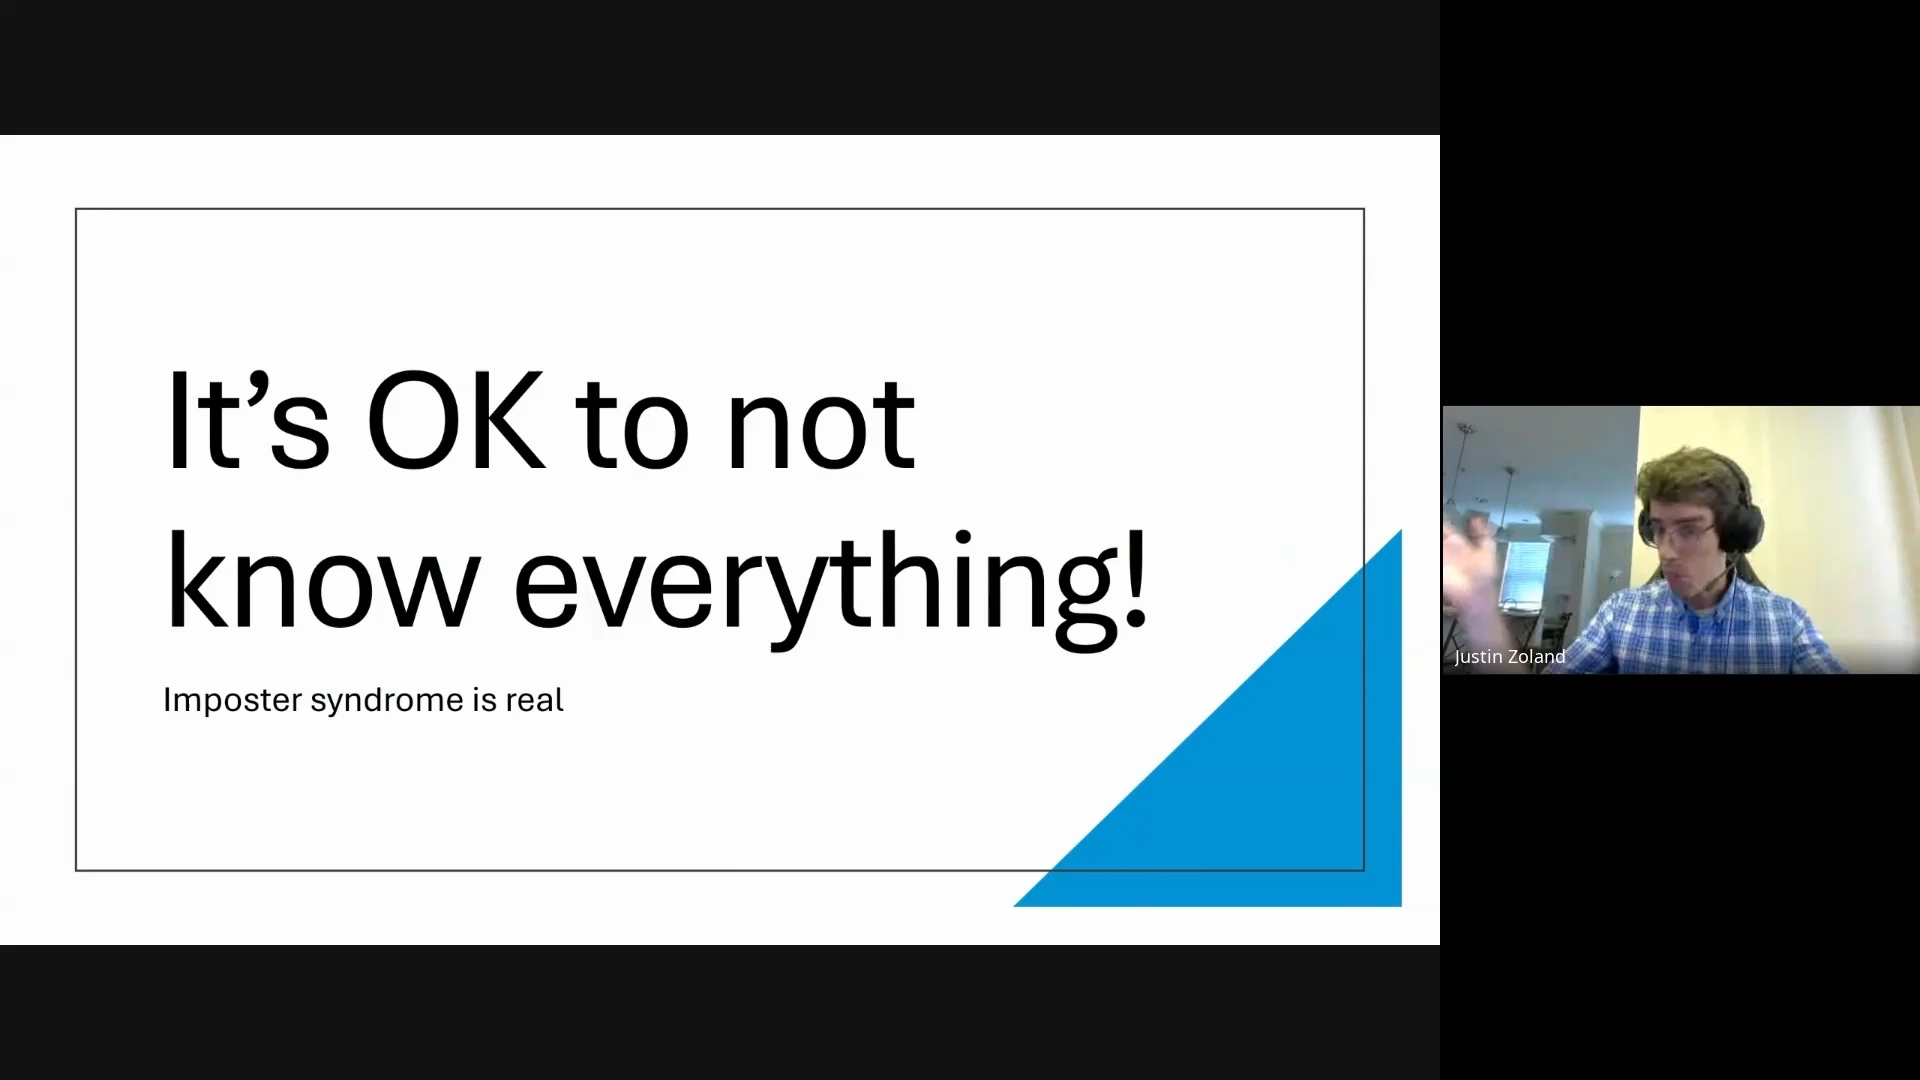 It’s OK to not
know everything!
Imposter syndrome is real
Justin Zoland